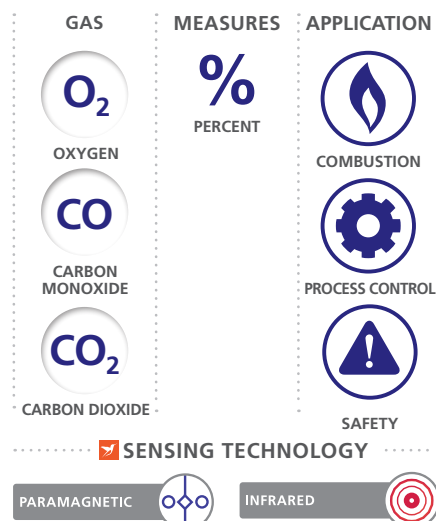 GAS
MEASURES
APPLICATION
O2
OXYGEN
CO
CARBON
MONOXIDE
CO2
CARBON DIOXIDE
%
PERCENT
COMBUSTION
PROCESS CONTROL
!
SAFETY
SENSING TECHNOLOGY
PARAMAGNETIC
INFRARED